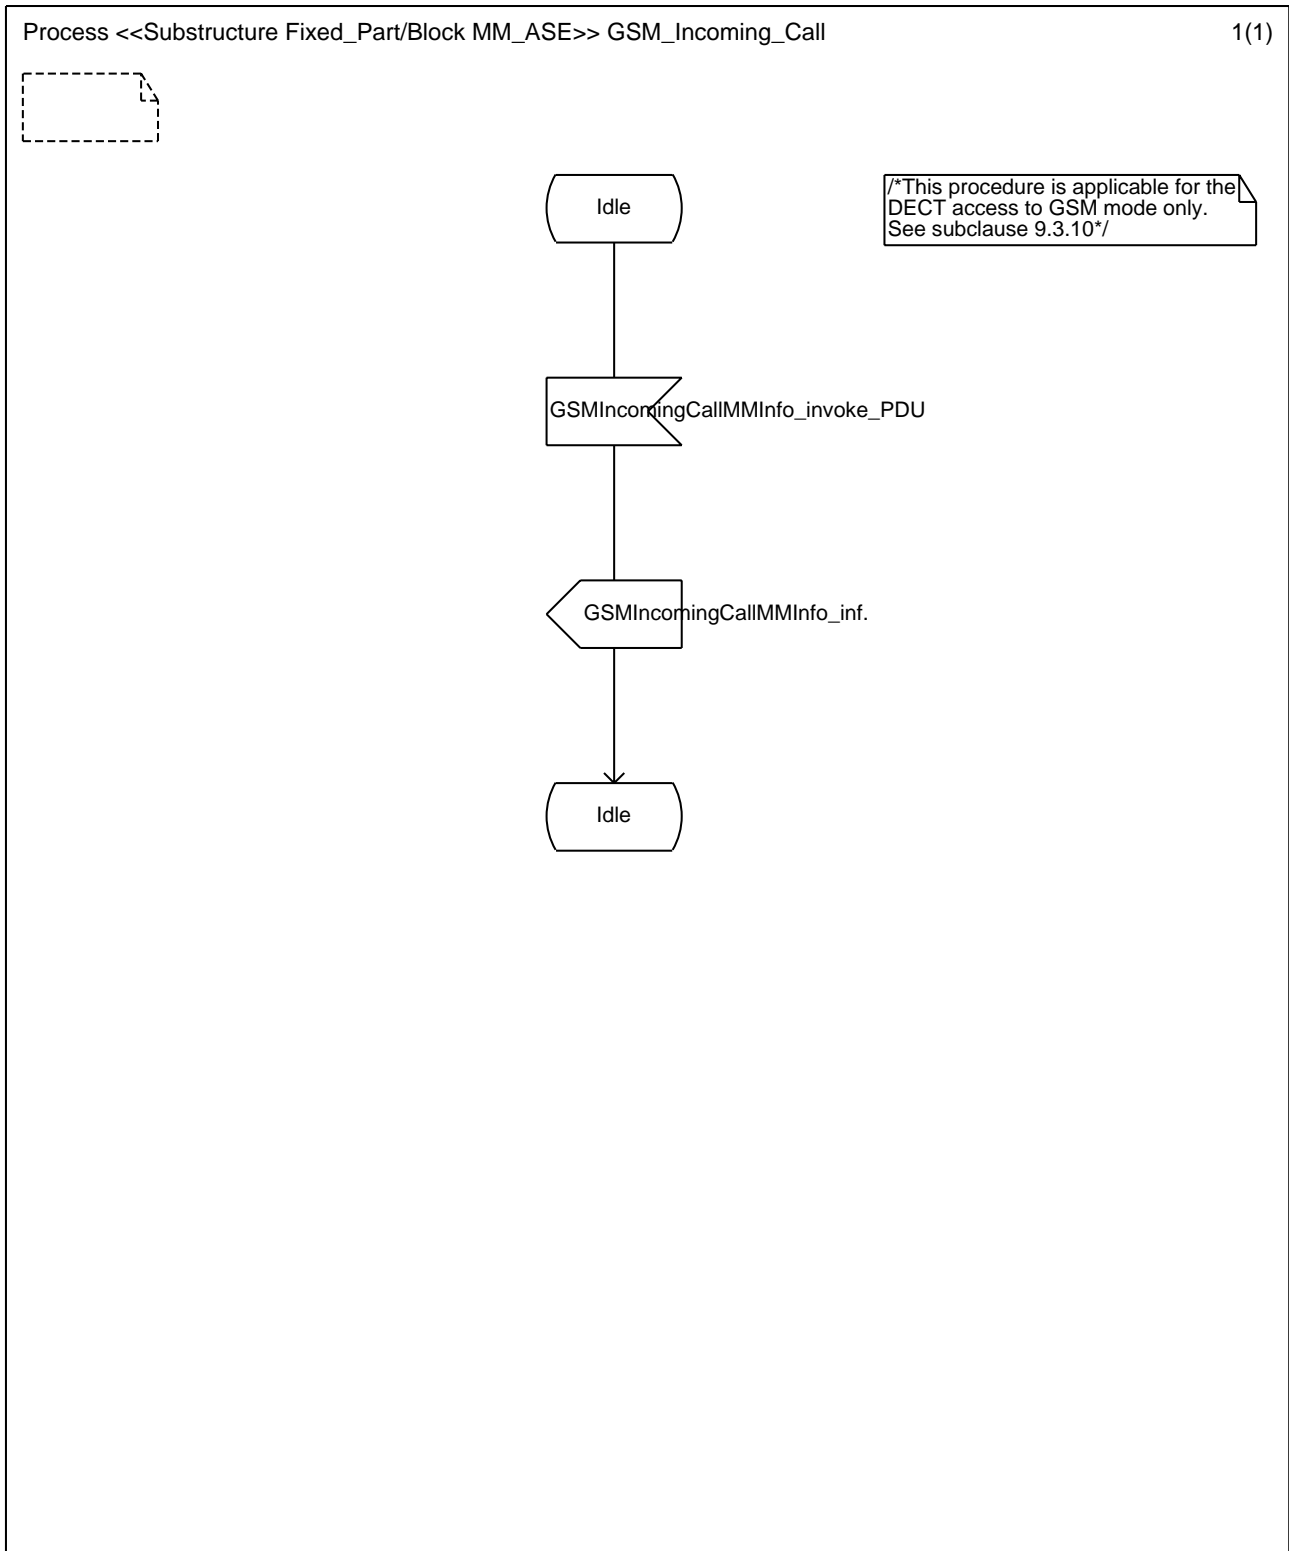 Process <<Substructure Fixed_Part/Block MM_ASE>> GSM_Incoming_Call 1(1)
Idle
/*This procedure is applicable for the
DECT access to GSM mode only.
See subclause 9.3.10*/
GSMIncomingCallMMInfo_invoke_PDU
GSMIncomingCallMMInfo_inf.
Idle